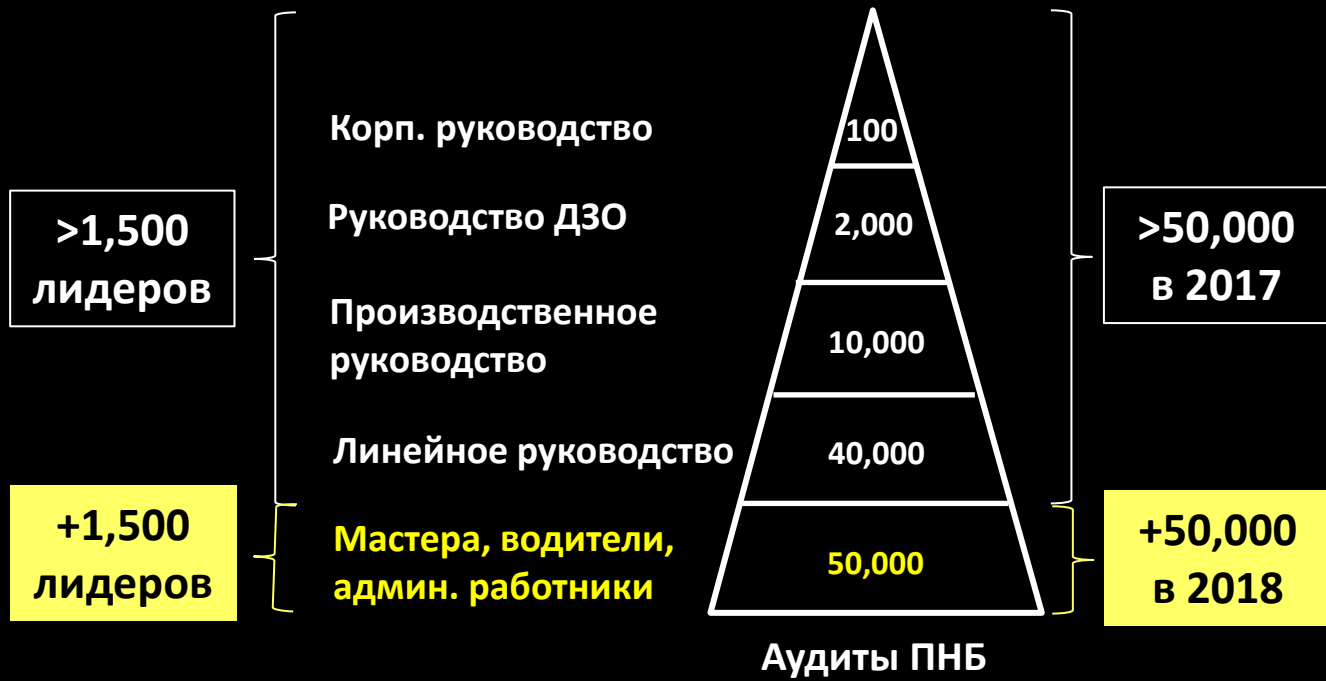 Корп. руководство
100
Руководство ДЗО
2,000
>1,500
лидеров
>50,000
в 2017
Производственное
руководство
10,000
Линейное руководство
40,000
+1,500
лидеров
Мастера, водители,
админ. работники
50,000
+50,000
в 2018
Аудиты ПНБ